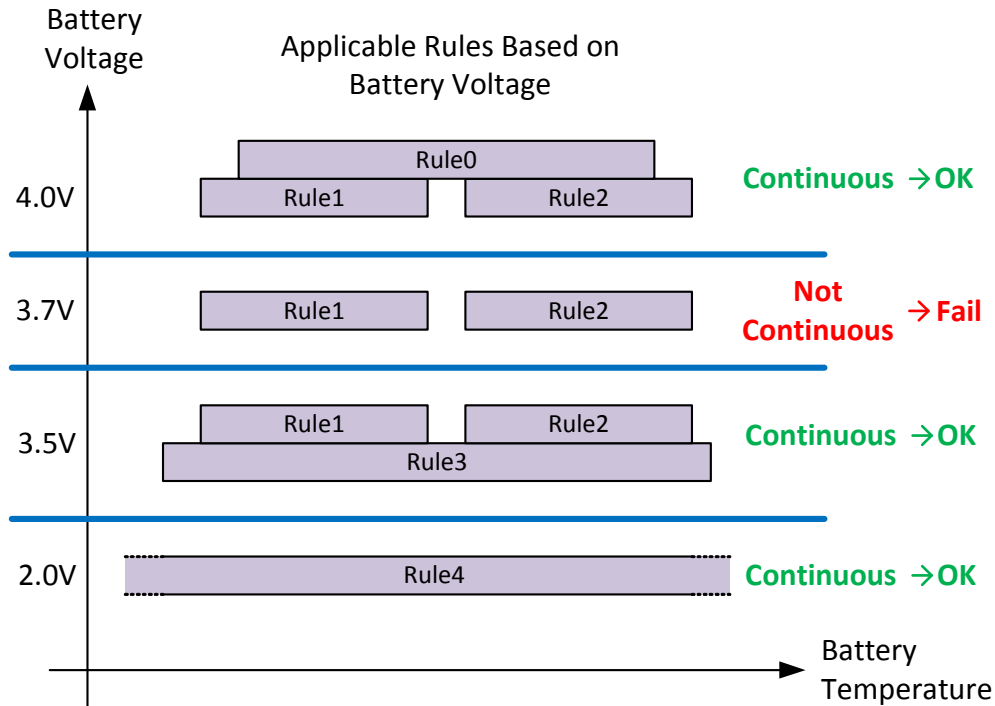 Battery
Voltage
Applicable Rules Based on
Battery Voltage
4.0V
Rule0
Rule1
Rule2
Continuous → OK
3.7V
Rule1
Rule2
Not
Continuous
→ Fail
3.5V
Rule1
Rule2
Rule3
Continuous → OK
2.0V
Rule4
Continuous → OK
Battery
Temperature